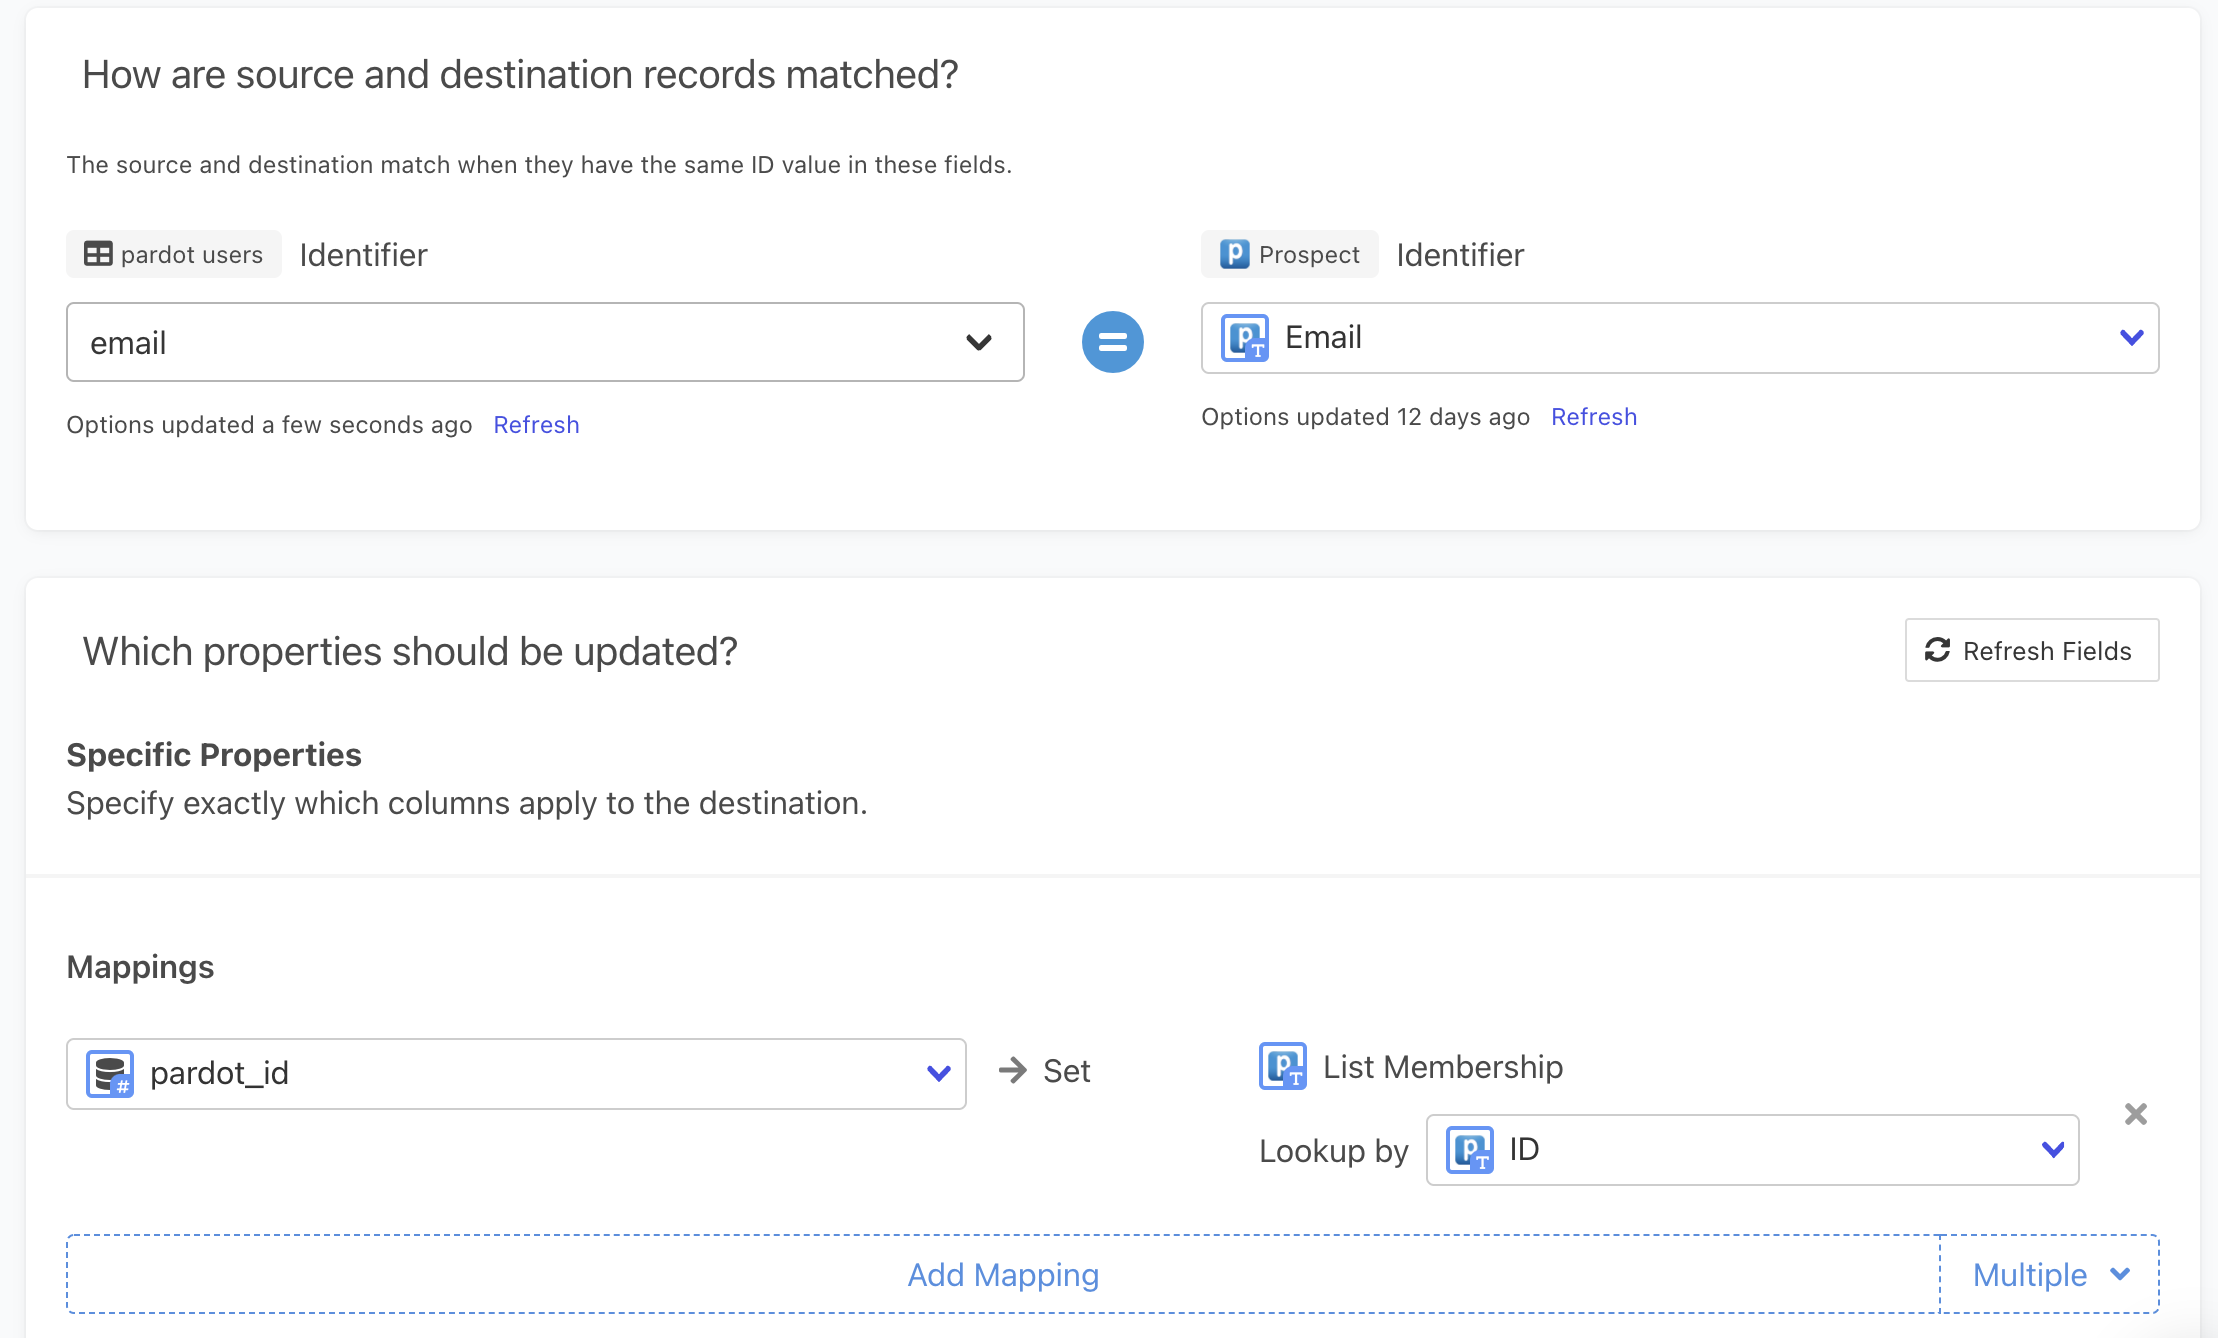 How are source and destination records matched?
The source and destination match when they have the same ID value in these fields.
pardot users Identifier
Prospect Identifier
email
Email
Options updated a few seconds ago Refresh
Options updated 12 days ago Refresh
Which properties should be updated?
Refresh Fields
Specific Properties
Specify exactly which columns apply to the destination.
Mappings
pardot_id
Set
List Membership
Lookup by
ID
Add Mapping
Multiple